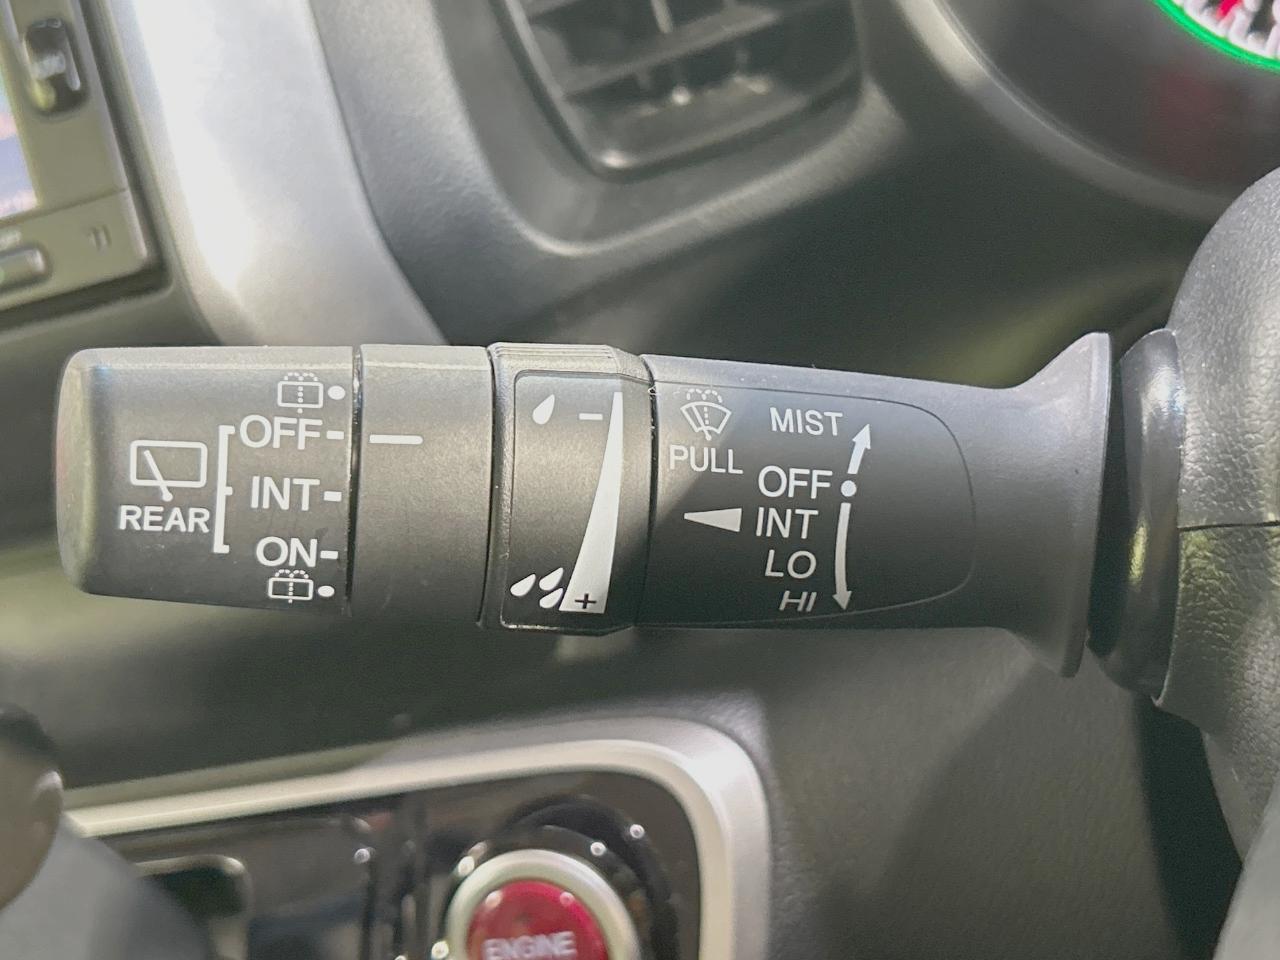 OFF
INT
ON
REAR
-
+
PULL
MIST
OFF
INT
LO
HI
ENGINE